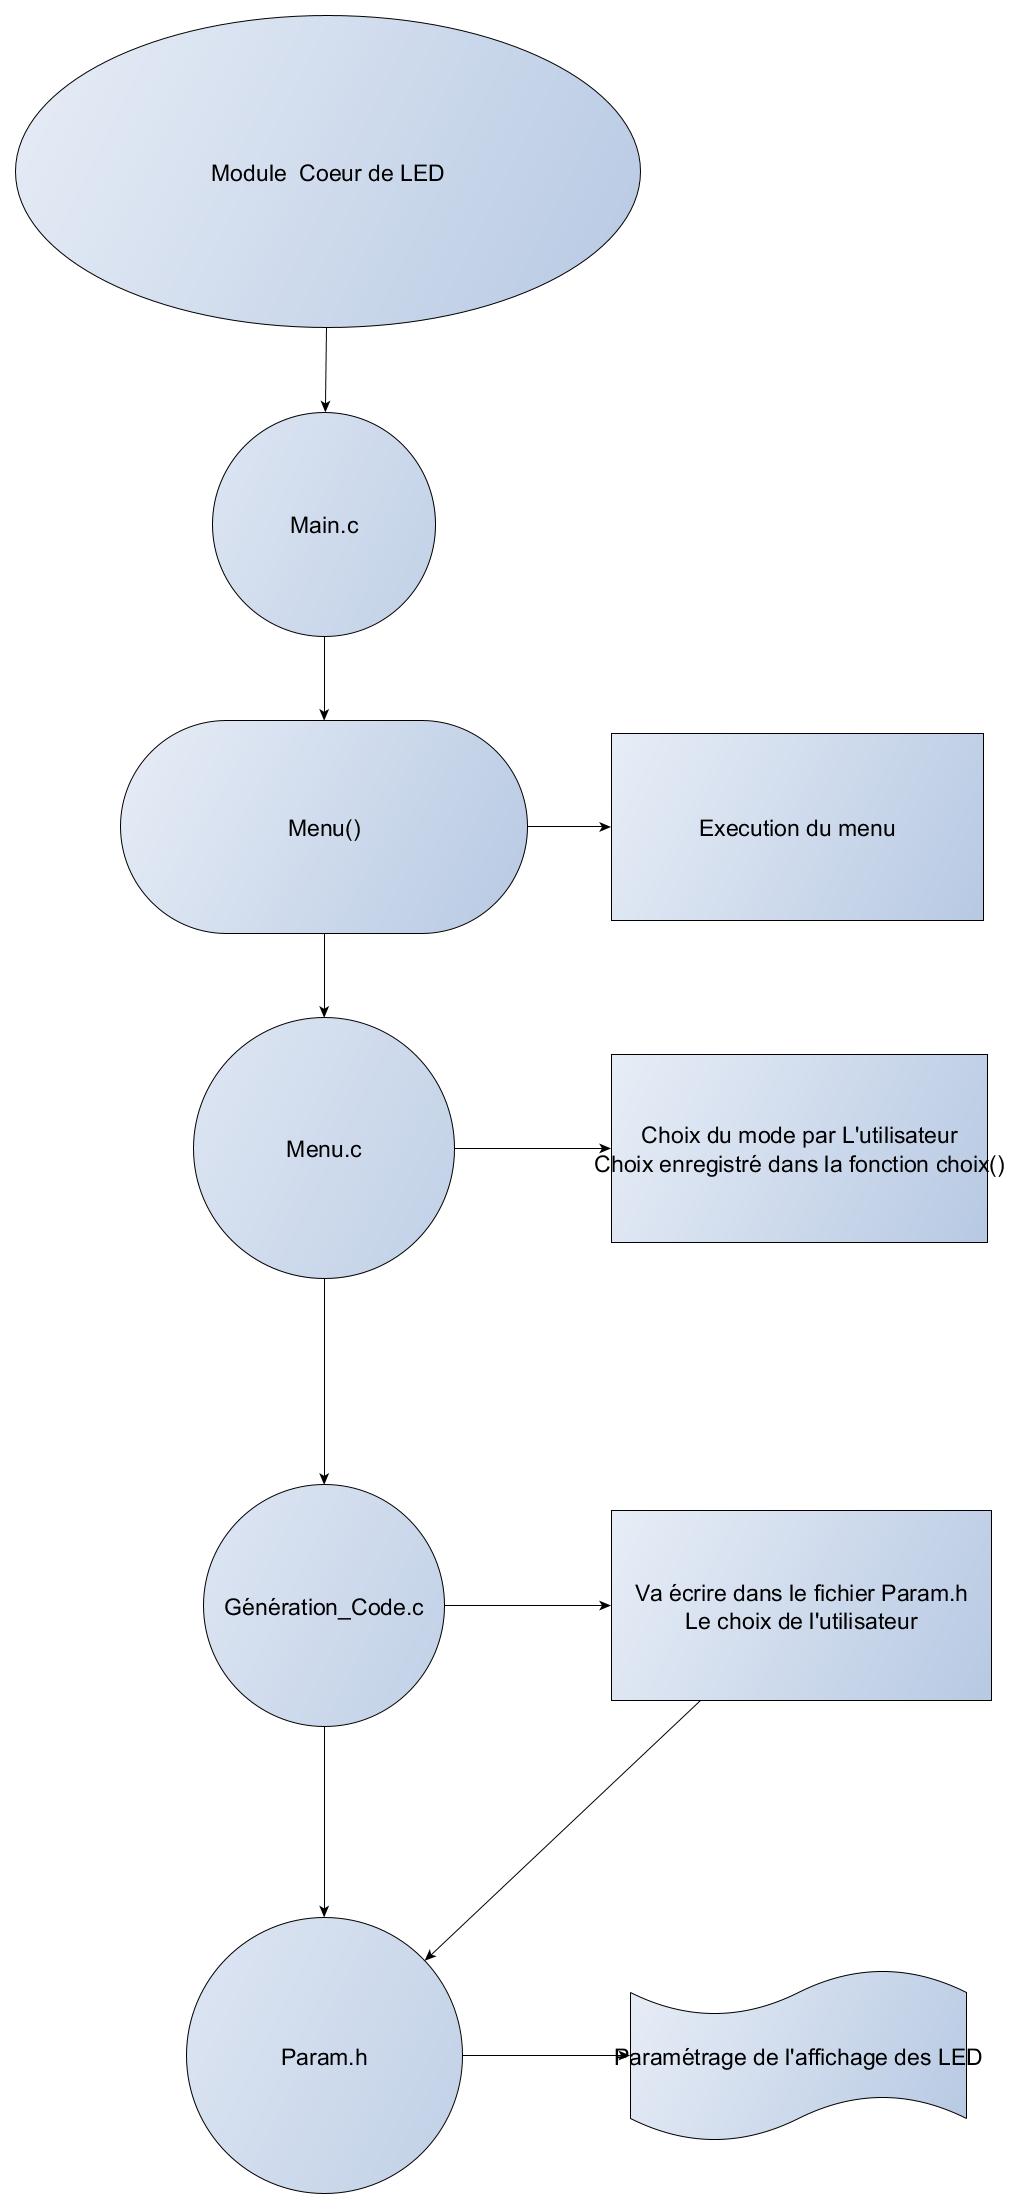 Module  Coeur de LED
Main.c
Menu()
Execution du menu
Menu.c
Choix du mode par L'utilisateur
Choix enregistré dans la fonction choix()
Génération_Code.c
Va écrire dans le fichier Param.h
Le choix de l'utilisateur
Param.h
Paramétrage de l'affichage des LED